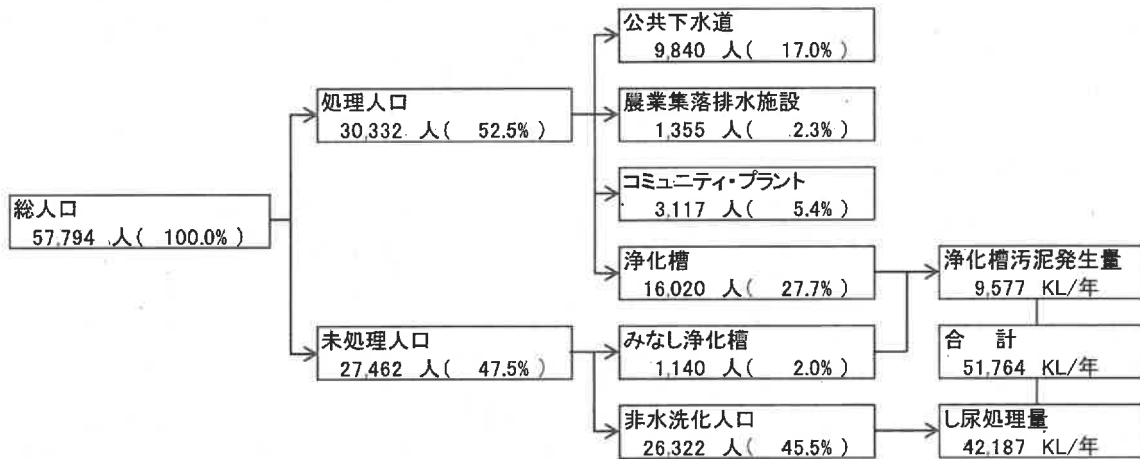 公共下水道
9,840 人( 17.0% )
処理人口
30,332 人( 52.5% )
農業集落排水施設
1,355 人( 2.3% )
コミュニティ・プラント
3,117 人( 5.4% )
総人口
57,794 人( 100.0% )
浄化槽
16,020 人( 27.7% )
浄化槽汚泥発生量
9,577 KL/年
未処理人口
27,462 人( 47.5% )
みなし浄化槽
1,140 人( 2.0% )
合 計
51,764 KL/年
非水洗化人口
26,322 人( 45.5% )
し尿処理量
42,187 KL/年